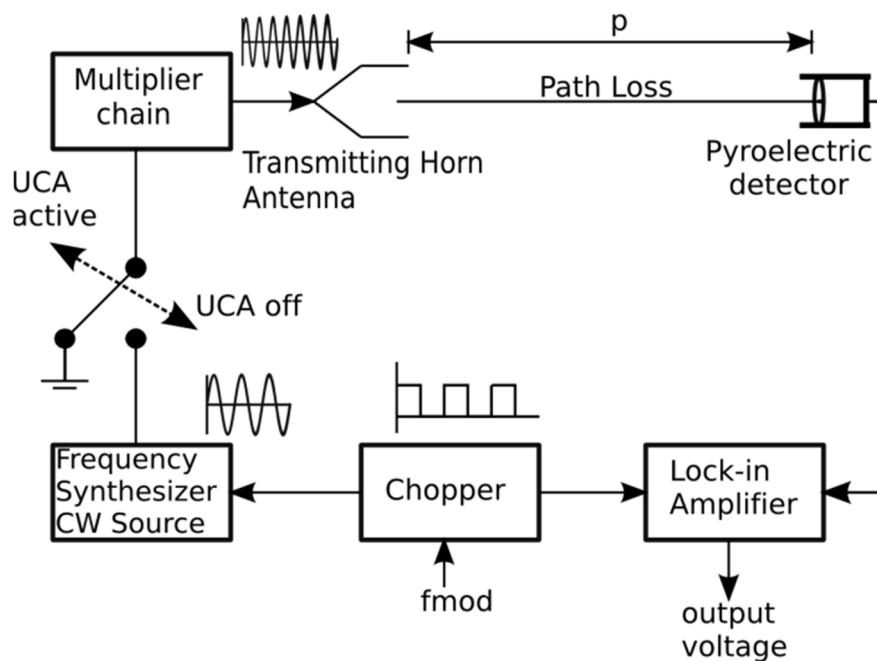 p
Multiplier
chain
Path Loss
Transmitting Horn
Antenna
Pyroelectric
detector
UCA
active
UCA off
Frequency
Synthesizer
CW Source
Chopper
Lock-in
Amplifier
fmod
output
voltage